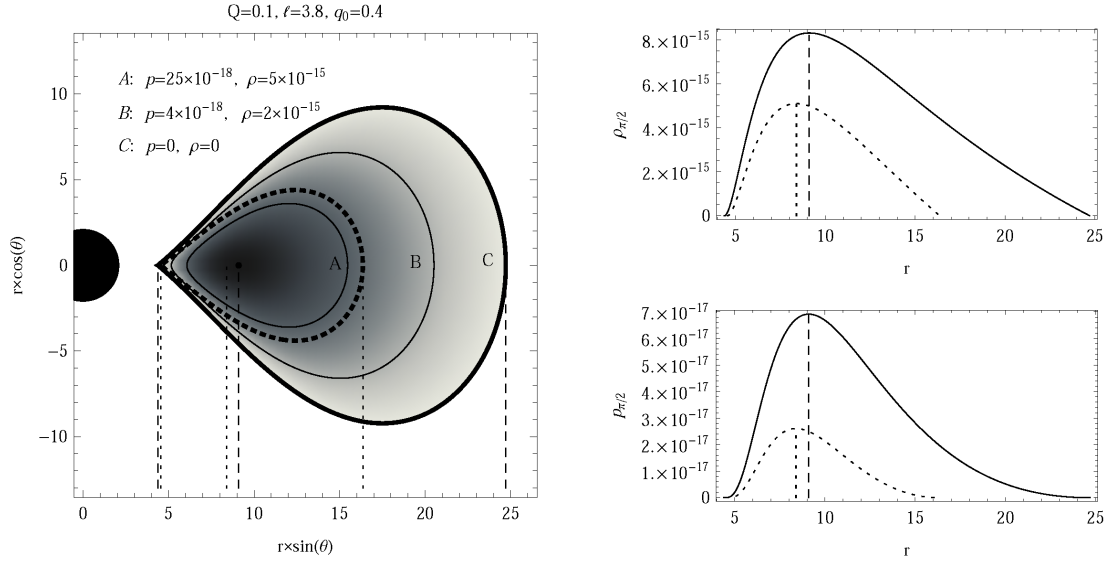 Q=0.1, ℓ=3.8, q₀=0.4
A: p=25×10⁻¹⁸, ρ=5×10⁻¹⁵
B: p=4×10⁻¹⁸, ρ=2×10⁻¹⁵
C: p=0, ρ=0
10
5
0
−5
−10
r×cos(θ)
A
B
C
0 5 10 15 20 25
r×sin(θ)
8.×10⁻¹⁵
6.×10⁻¹⁵
4.×10⁻¹⁵
2.×10⁻¹⁵
0
ρπ/2
5 10 15 20 25
r
7.×10⁻¹⁷
6.×10⁻¹⁷
5.×10⁻¹⁷
4.×10⁻¹⁷
3.×10⁻¹⁷
2.×10⁻¹⁷
1.×10⁻¹⁷
0
pπ/2
5 10 15 20 25
r